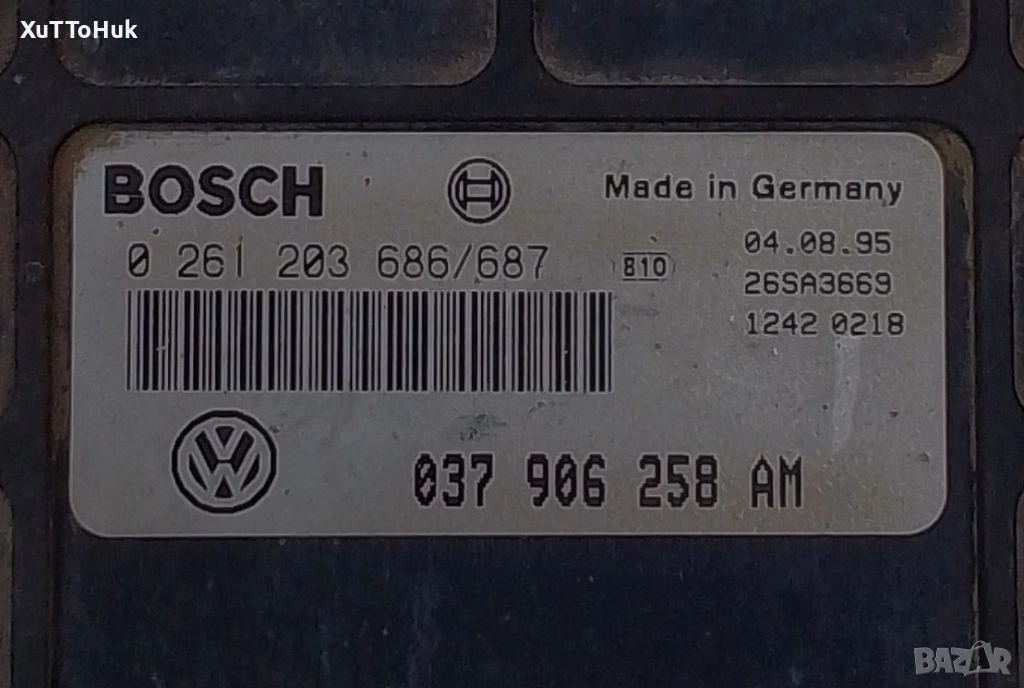 XuTToHuk
BOSCH
Made in Germany
0 261 203 686/687
810
04.08.95
26SA3669
1242 0218
VW
037 906 258 AM
BAZAR